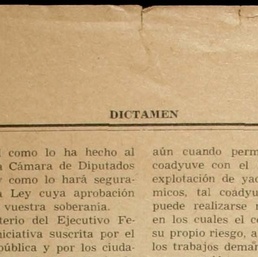 DICTAMEN
como lo ha hecho al
Cámara de Diputados
como lo hará segura-
Ley cuya aprobación
vuestra soberanía.
terio del Ejecutivo Fe-
niciativa suscrita por el
pública y por los ciuda-
aún cuando perm
coadyuve con el
explotación de yac
micos, tal coadyu
puede realizarse
en los cuales el co
su propio riesgo, a
los trabajos deman